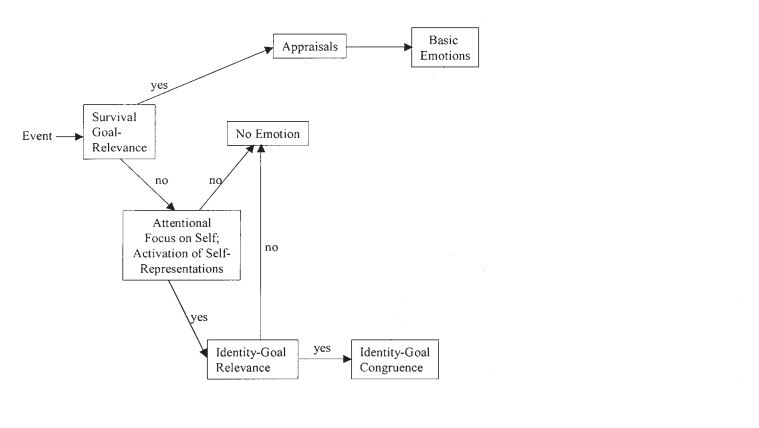 Appraisals
Basic
Emotions
yes
Survival
Goal-
Relevance
Event
No Emotion
no
no
Attentional
Focus on Self;
Activation of Self-
Representations
no
yes
Identity-Goal
Relevance
yes
Identity-Goal
Congruence